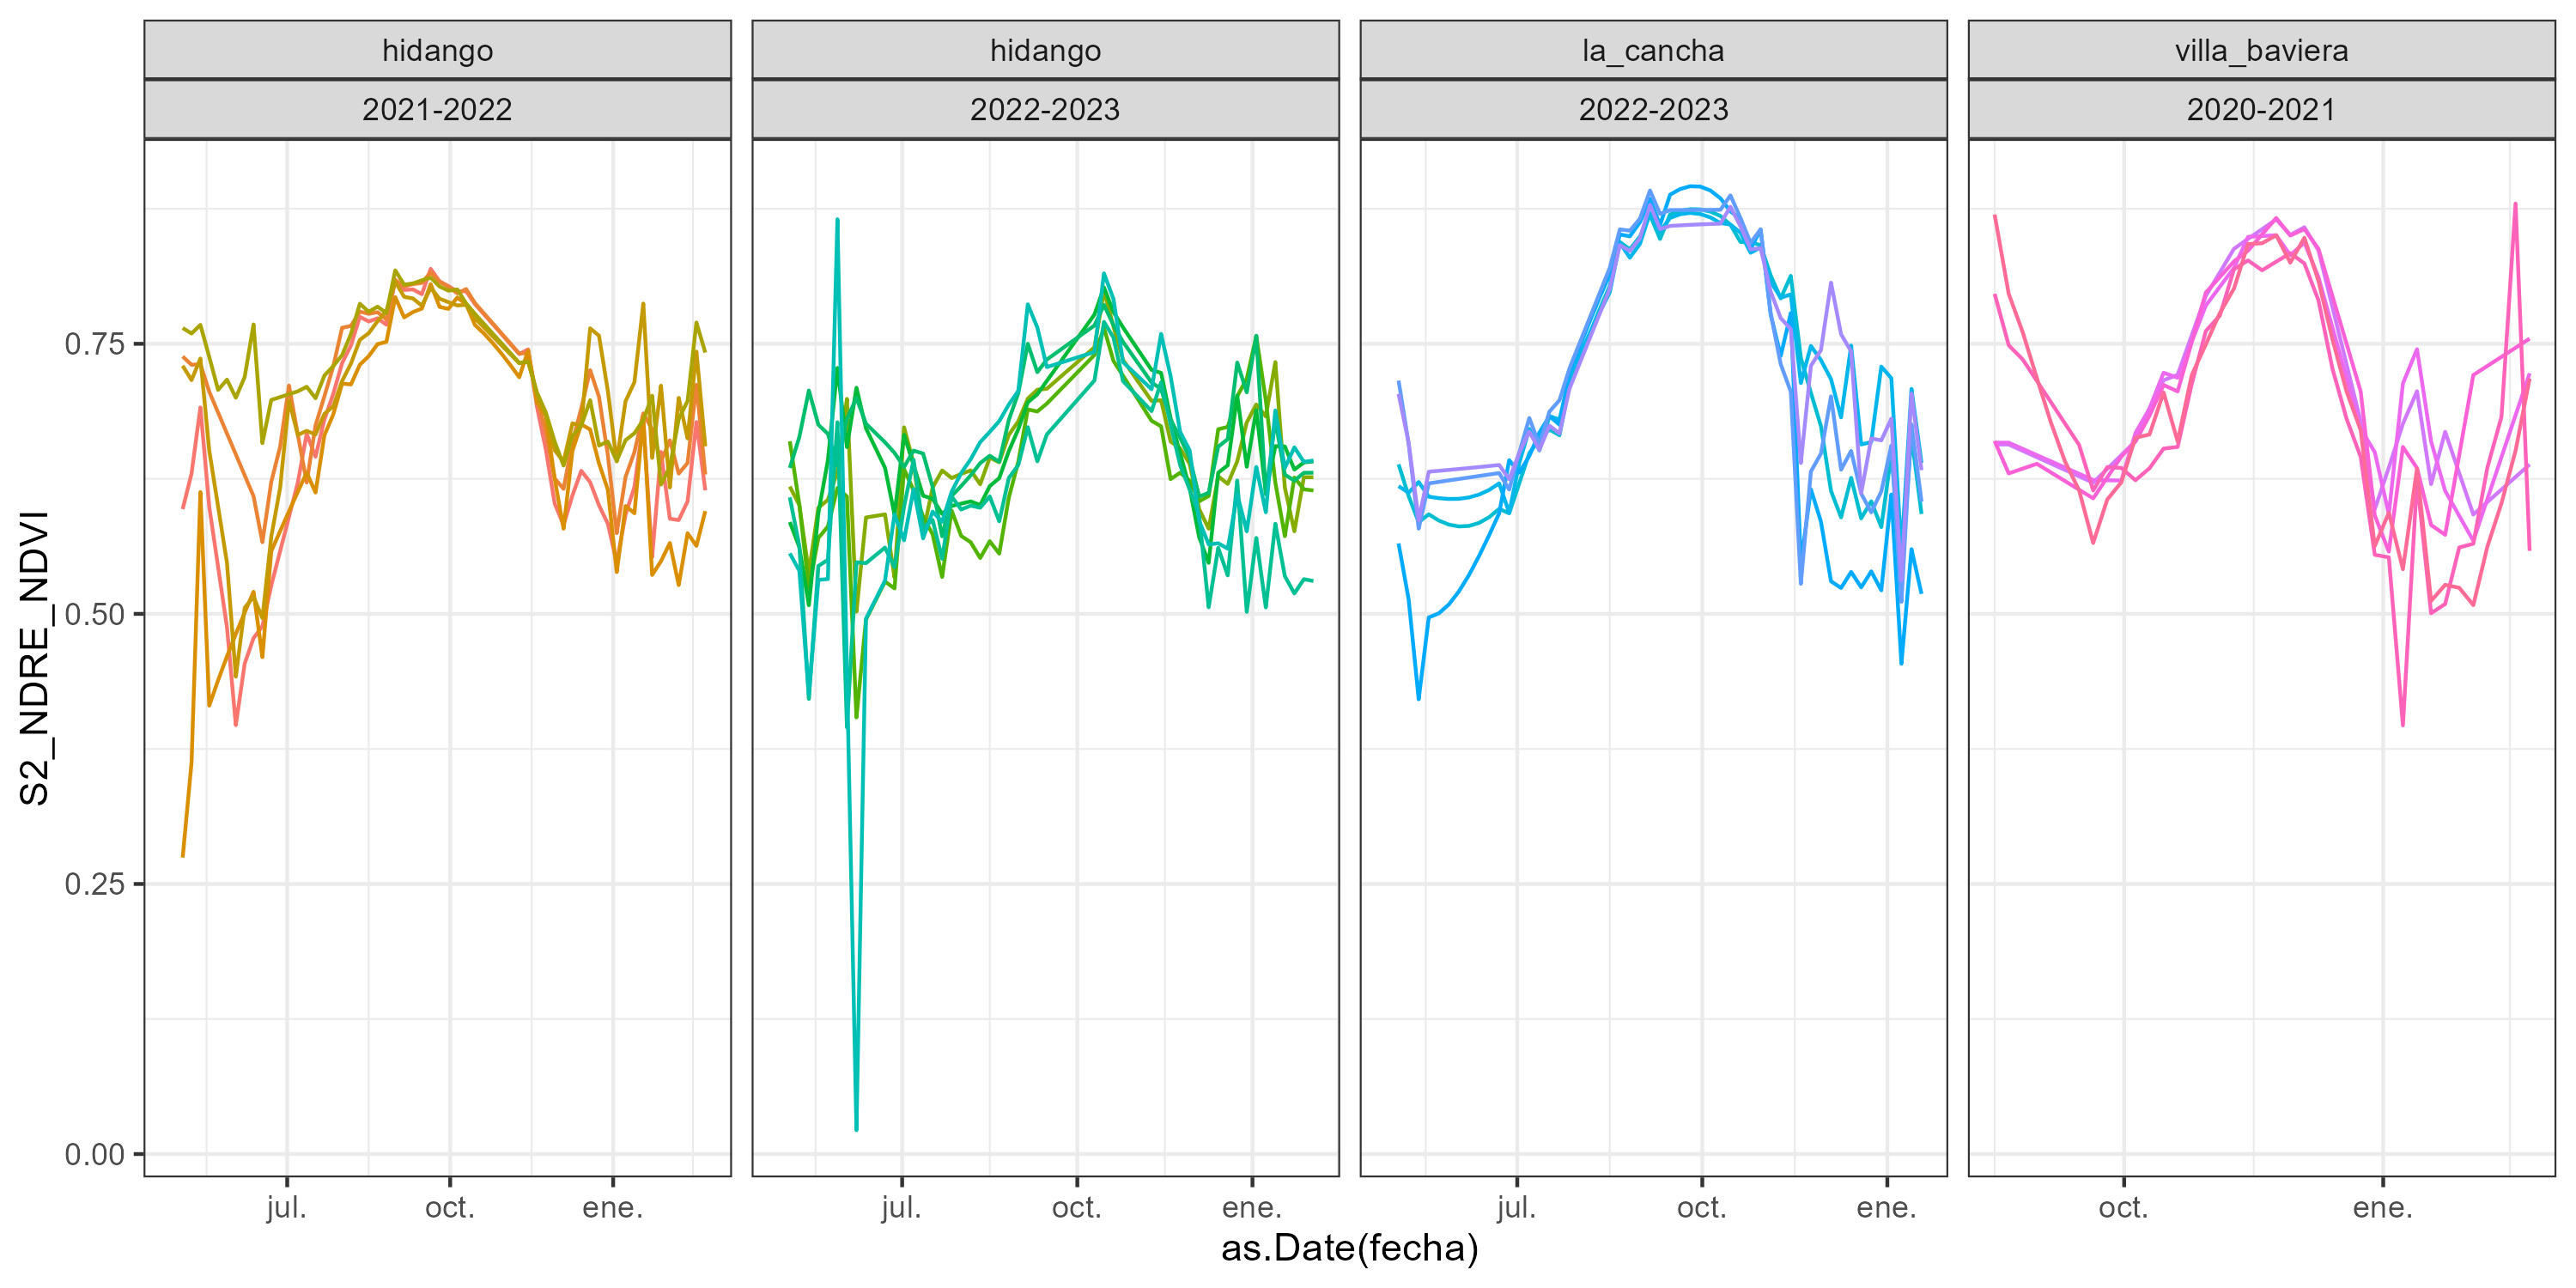 hidango hidango la_cancha villa_baviera
2021-2022 2022-2023 2022-2023 2020-2021
S2_NDRE_NDVI
0.75
0.50
0.25
0.00
jul. oct. ene. jul. oct. ene. jul. oct. ene. oct. ene.
as.Date(fecha)